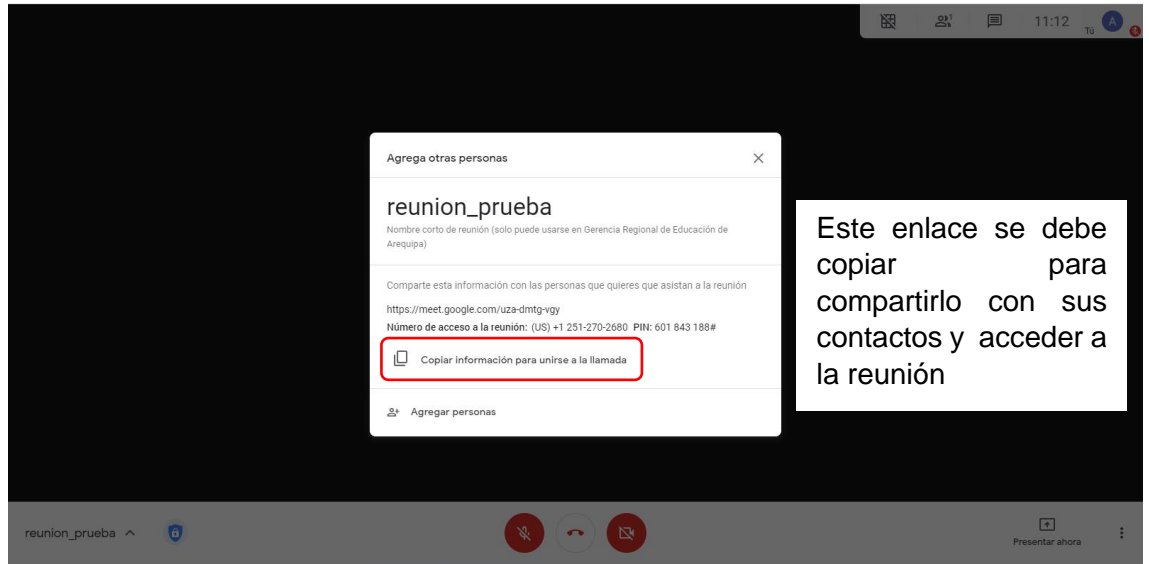 11:12
Tú
A
1
Agrega otras personas
reunion_prueba
Nombre corto de reunión (solo puede usarse en Gerencia Regional de Educación de
Arequipa)
Comparte esta información con las personas que quieres que asistan a la reunión
https://meet.google.com/uza-dmtg-vgy
Número de acceso a la reunión: (US) +1 251-270-2680 PIN: 601 843 188#
Copiar información para unirse a la llamada
Agregar personas
Este enlace se debe
copiar para
compartirlo con sus
contactos y acceder a
la reunión
reunion_prueba
Presentar ahora